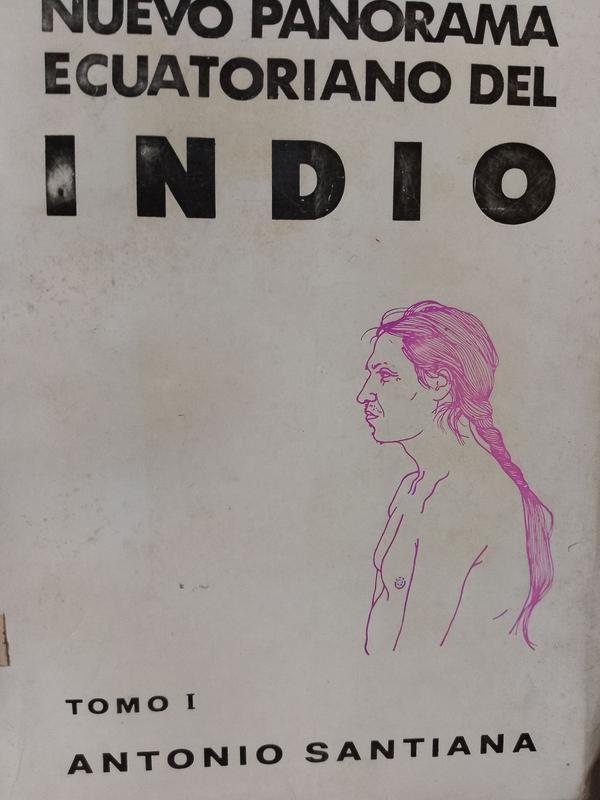 NUEVO PANORAMA
ECUATORIANO DEL
INDIO
TOMO I
ANTONIO SANTIANA